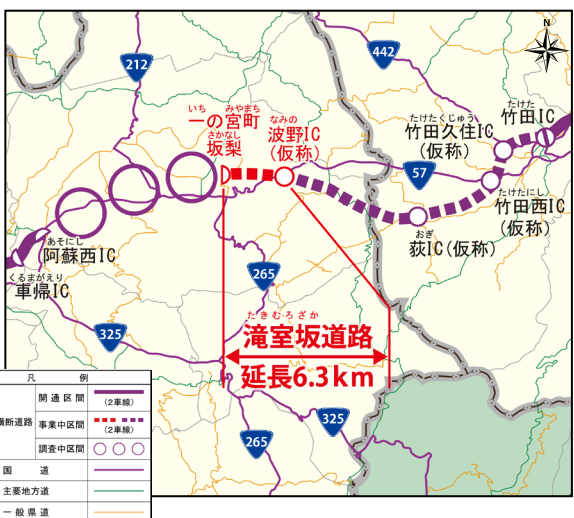 N
442
212
いち みやまち
一の宮町
さかなし
坂梨
なみの
波野IC
(仮称)
たけた
竹田IC
たけたくじゅう
竹田久住IC
(仮称)
57
たけたにし
竹田西IC
(仮称)
おぎ
荻IC(仮称)
あそにし
阿蘇西IC
くるまがえり
車帰IC
265
325
たきむろざか
滝室坂道路
延長6.3km
265
325
凡 例
横断道路
開通区間
(2車線)
事業中区間
(2車線)
調査中区間
国道
主要地方道
一般県道